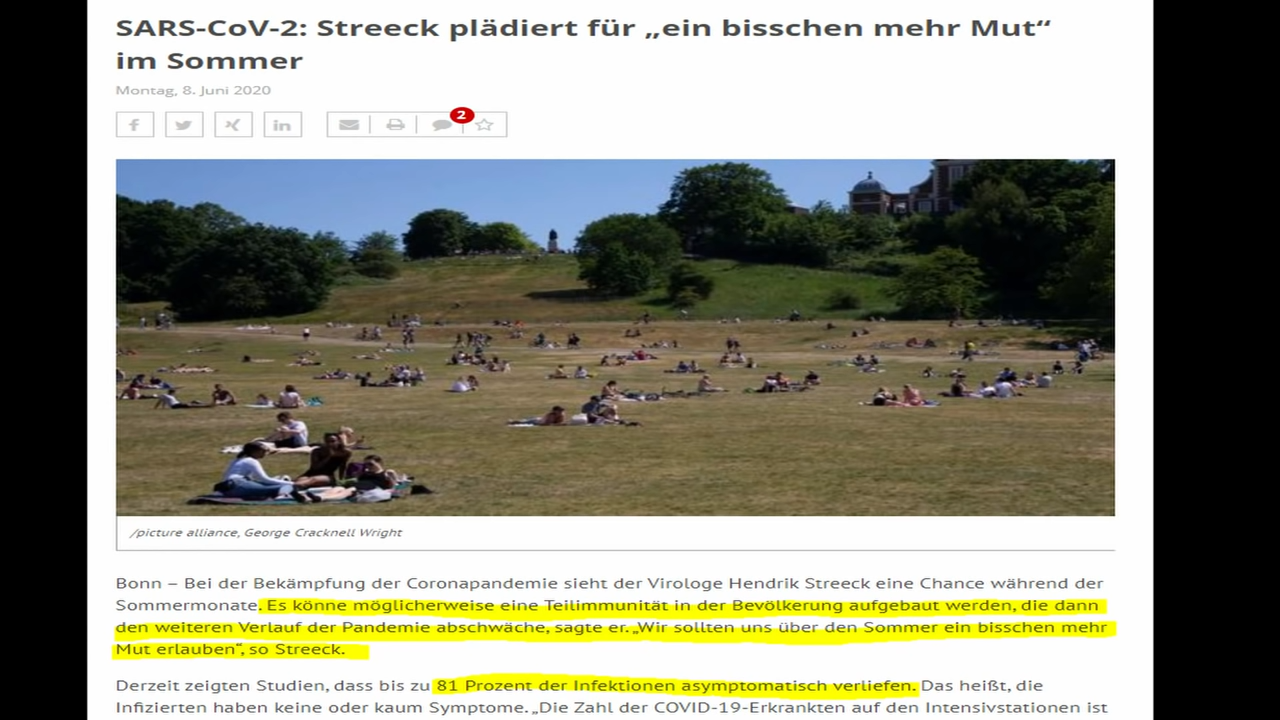 SARS-CoV-2: Streeck plädiert für „ein bisschen mehr Mut“
im Sommer
Montag, 8. Juni 2020
2
/picture alliance, George Cracknell Wright
Bonn – Bei der Bekämpfung der Coronapandemie sieht der Virologe Hendrik Streeck eine Chance während der
Sommermonate. Es könne möglicherweise eine Teilimmunität in der Bevölkerung aufgebaut werden, die dann
den weiteren Verlauf der Pandemie abschwäche, sagte er. „Wir sollten uns über den Sommer ein bisschen mehr
Mut erlauben“, so Streeck.
Derzeit zeigten Studien, dass bis zu 81 Prozent der Infektionen asymptomatisch verliefen. Das heißt, die
Infizierten haben keine oder kaum Symptome. „Die Zahl der COVID-19-Erkrankten auf den Intensivstationen ist